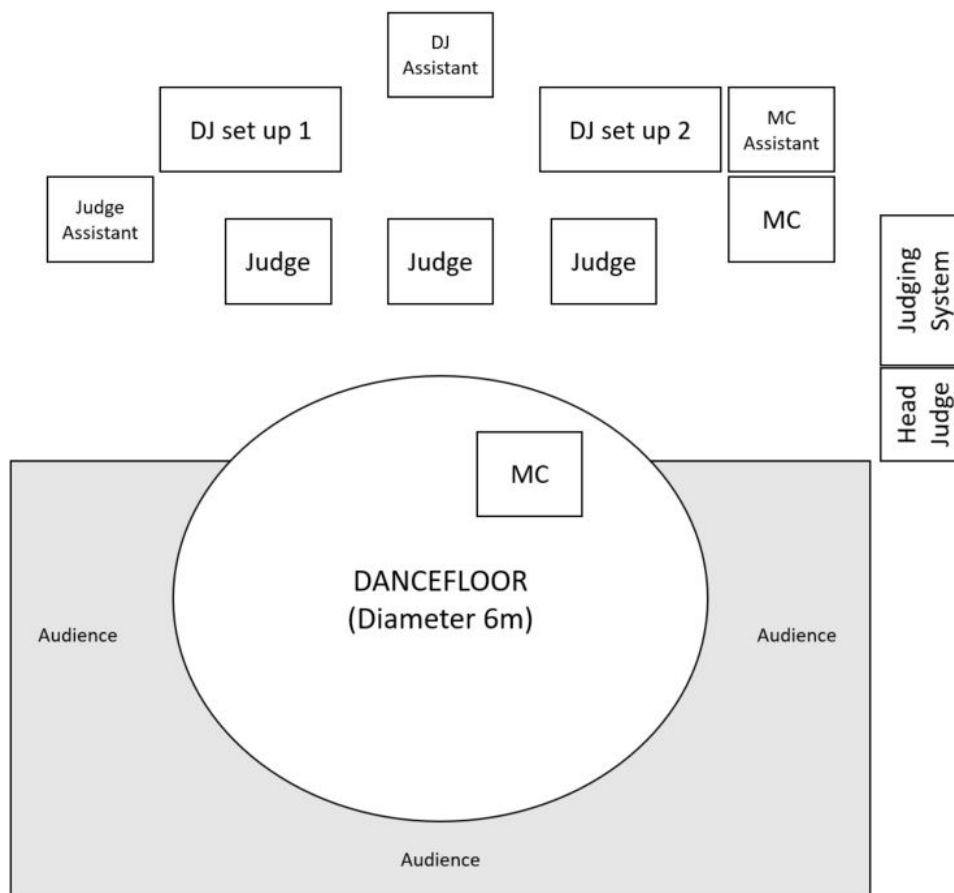 DJ
Assistant
DJ set up 1
DJ set up 2
MC
Assistant
Judge
Assistant
Judge
Judge
Judge
MC
Judging
System
Head
Judge
MC
DANCEFLOOR
(Diameter 6m)
Audience
Audience
Audience